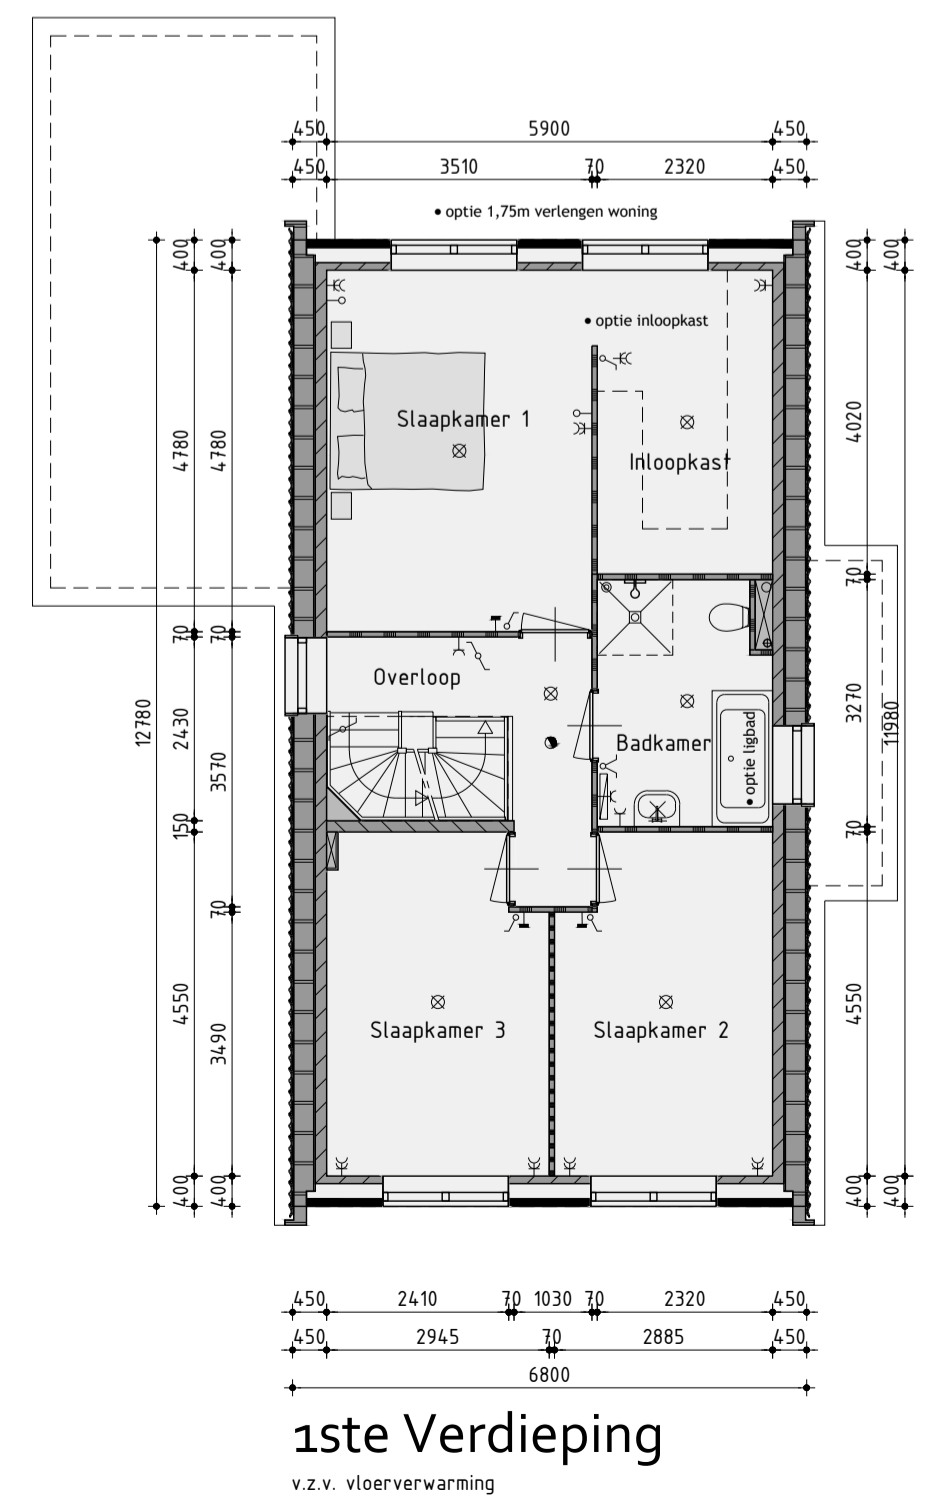 450 5900 450
450 3510 70 2320 450
• optie 1,75m verlengen woning
400 400 400 400
• optie inloopkast
Slaapkamer 1
4780 4780 4020
Inloopkast
70 70 70
Overloop
12780 2430 3570 3270 11980
Badkamer
• optie ligbad
150 70
70
4550 3490 4550
Slaapkamer 3 Slaapkamer 2
400 400 400 400
450 2410 70 1030 70 2320 450
450 2945 70 2885 450
6800
1ste Verdieping
v.z.v. vloerverwarming